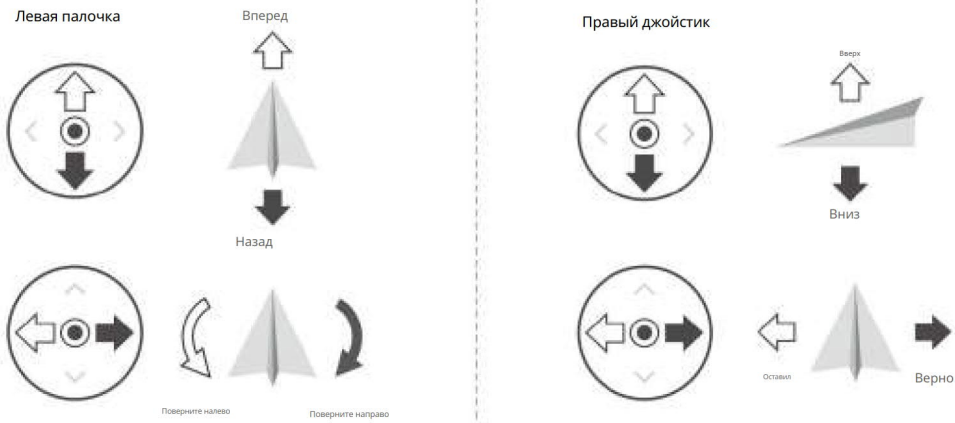 Левая палочка
Вперед
Назад
Поверните налево
Поверните направо
Правый джойстик
Вверх
Вниз
Оставил
Верно